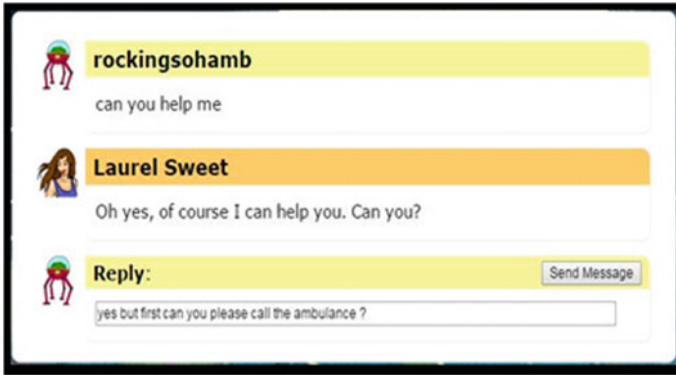 rockingsohamb
can you help me
Laurel Sweet
Oh yes, of course I can help you. Can you?
Reply:
Send Message
yes but first can you please call the ambulance ?